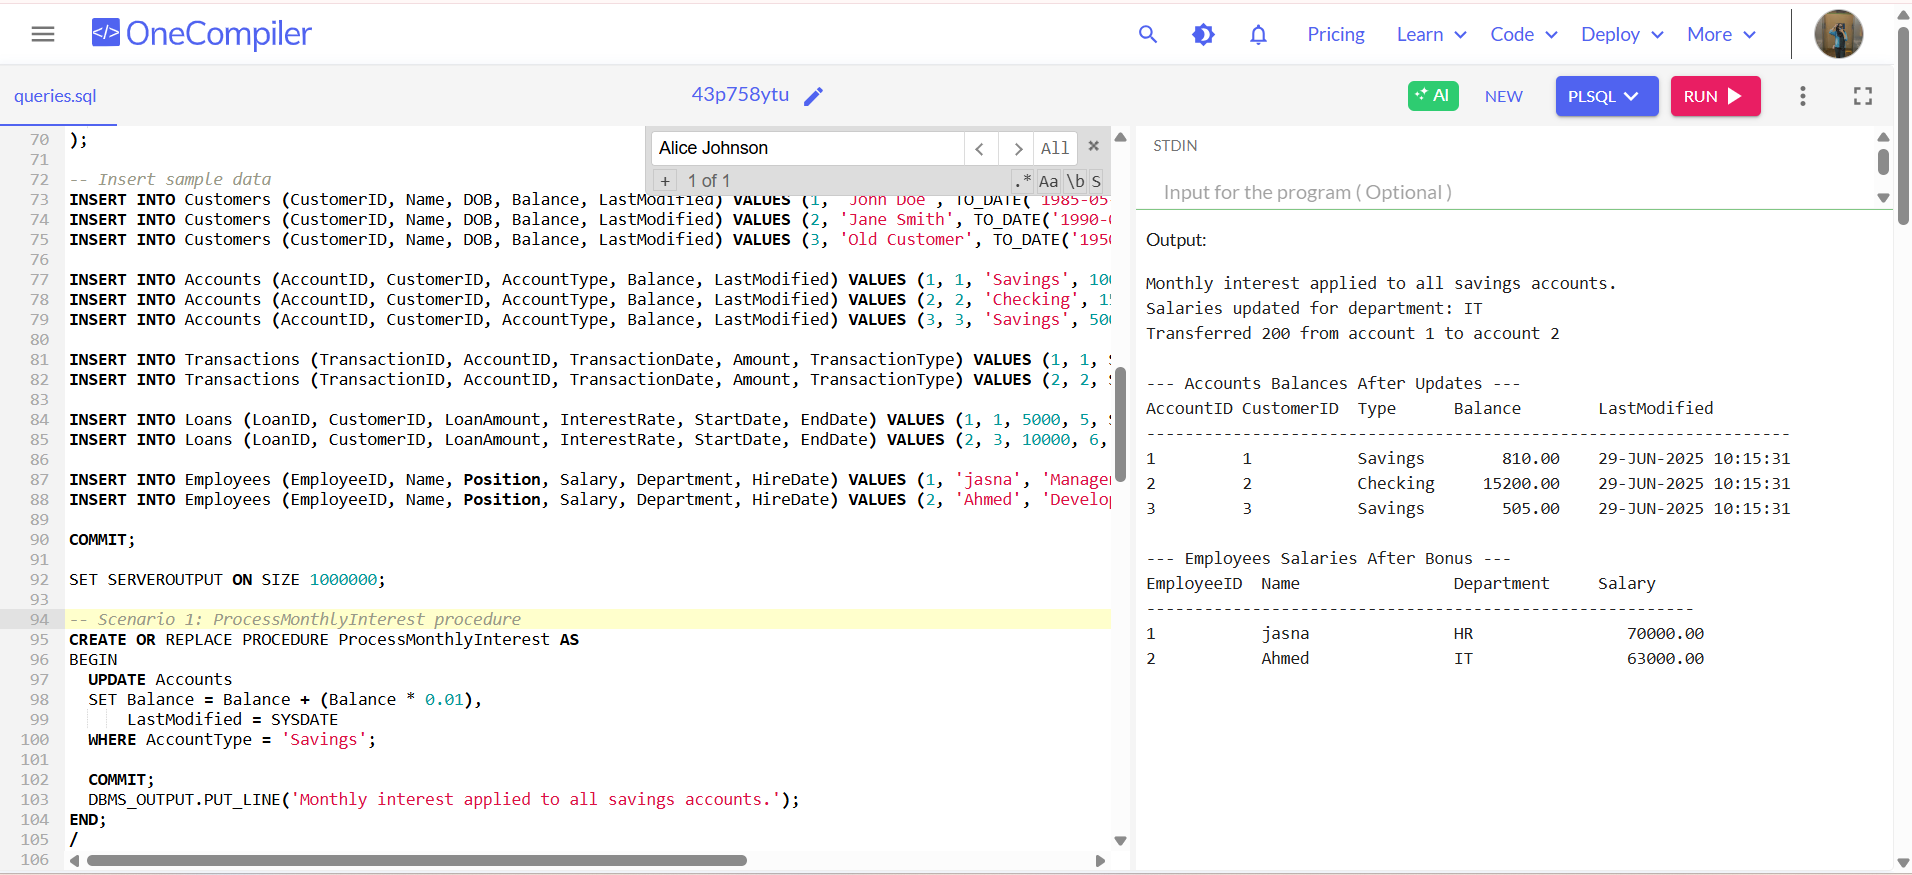 </> OneCompiler
Pricing Learn Code Deploy More
queries.sql
43p758ytu
AI NEW PLSQL RUN
Alice Johnson < > All ×
+ 1 of 1 .* Aa \b S
70 );
71
72 -- Insert sample data
73 INSERT INTO Customers (CustomerID, Name, DOB, Balance, LastModified) VALUES (1, 'John Doe', TO_DATE('1985-05
74 INSERT INTO Customers (CustomerID, Name, DOB, Balance, LastModified) VALUES (2, 'Jane Smith', TO_DATE('1990-
75 INSERT INTO Customers (CustomerID, Name, DOB, Balance, LastModified) VALUES (3, 'Old Customer', TO_DATE('195
76
77 INSERT INTO Accounts (AccountID, CustomerID, AccountType, Balance, LastModified) VALUES (1, 1, 'Savings', 10
78 INSERT INTO Accounts (AccountID, CustomerID, AccountType, Balance, LastModified) VALUES (2, 2, 'Checking', 1
79 INSERT INTO Accounts (AccountID, CustomerID, AccountType, Balance, LastModified) VALUES (3, 3, 'Savings', 50
80
81 INSERT INTO Transactions (TransactionID, AccountID, TransactionDate, Amount, TransactionType) VALUES (1, 1,
82 INSERT INTO Transactions (TransactionID, AccountID, TransactionDate, Amount, TransactionType) VALUES (2, 2,
83
84 INSERT INTO Loans (LoanID, CustomerID, LoanAmount, InterestRate, StartDate, EndDate) VALUES (1, 1, 5000, 5,
85 INSERT INTO Loans (LoanID, CustomerID, LoanAmount, InterestRate, StartDate, EndDate) VALUES (2, 3, 10000, 6,
86
87 INSERT INTO Employees (EmployeeID, Name, Position, Salary, Department, HireDate) VALUES (1, 'jasna', 'Manage
88 INSERT INTO Employees (EmployeeID, Name, Position, Salary, Department, HireDate) VALUES (2, 'Ahmed', 'Develo
89
90 COMMIT;
91
92 SET SERVEROUTPUT ON SIZE 1000000;
93
94 -- Scenario 1: ProcessMonthlyInterest procedure
95 CREATE OR REPLACE PROCEDURE ProcessMonthlyInterest AS
96 BEGIN
97 UPDATE Accounts
98 SET Balance = Balance + (Balance * 0.01),
99 LastModified = SYSDATE
100 WHERE AccountType = 'Savings';
101
102 COMMIT;
103 DBMS_OUTPUT.PUT_LINE('Monthly interest applied to all savings accounts.');
104 END;
105 /
106
STDIN
Input for the program ( Optional )
Output:
Monthly interest applied to all savings accounts.
Salaries updated for department: IT
Transferred 200 from account 1 to account 2
--- Accounts Balances After Updates ---
AccountID CustomerID Type Balance LastModified
-------------------------------------------------------------------
1 1 Savings 810.00 29-JUN-2025 10:15:31
2 2 Checking 15200.00 29-JUN-2025 10:15:31
3 3 Savings 505.00 29-JUN-2025 10:15:31
--- Employees Salaries After Bonus ---
EmployeeID Name Department Salary
---------------------------------------------------------
1 jasna HR 70000.00
2 Ahmed IT 63000.00